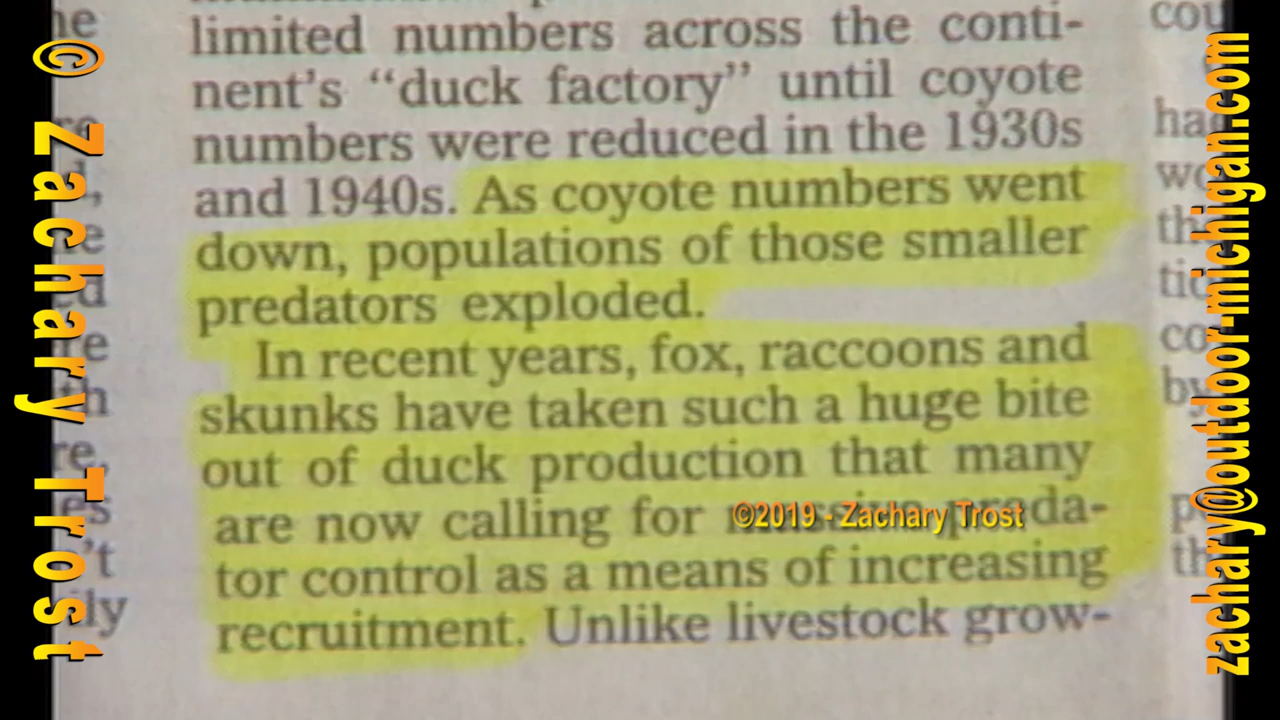 limited numbers across the conti-
nent's "duck factory" until coyote
numbers were reduced in the 1930s
and 1940s. As coyote numbers went
down, populations of those smaller
predators exploded.
In recent years, fox, raccoons and
skunks have taken such a huge bite
out of duck production that many
are now calling for preda-
tor control as a means of increasing
recruitment. Unlike livestock grow-
© Zachary Trost
©2019 - Zachary Trost
zachary@outdoor-michigan.com